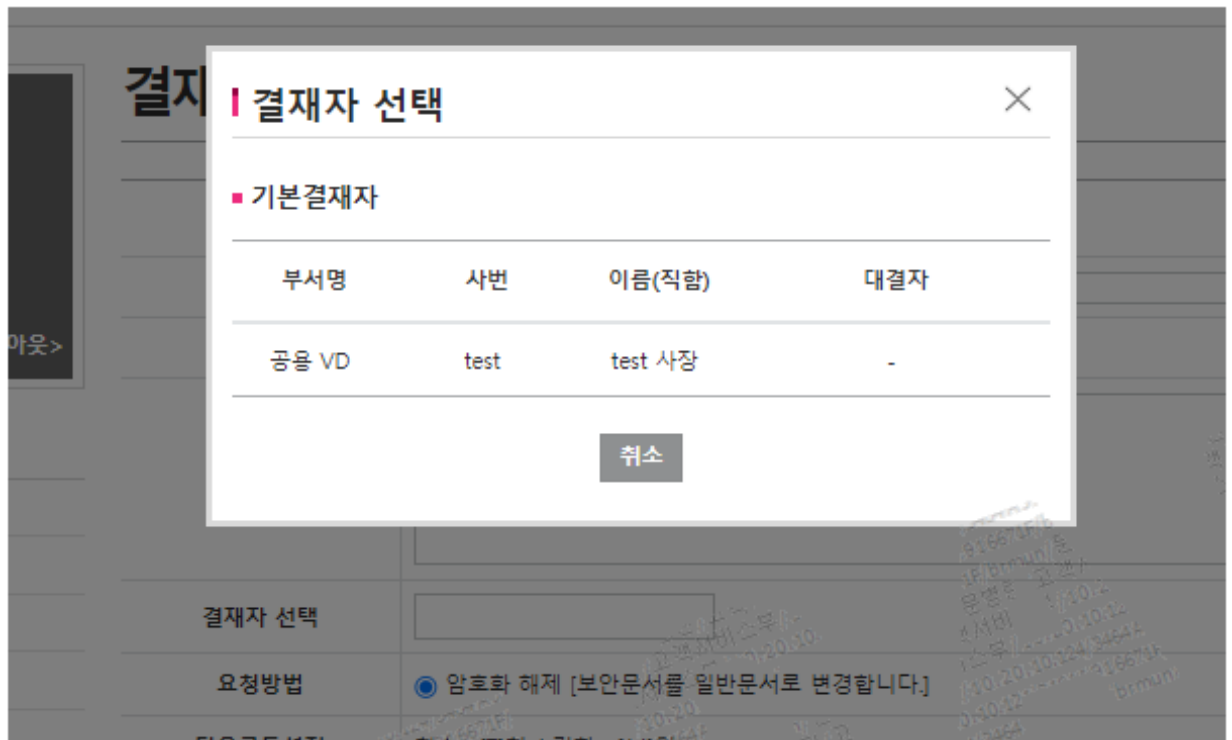 결재
결재자 선택
기본결재자
부서명 사번 이름(직함) 대결자
공용 VD test test 사장 -
취소
아웃>
결재자 선택
요청방법 암호화 해제 [보안문서를 일반문서로 변경합니다.]